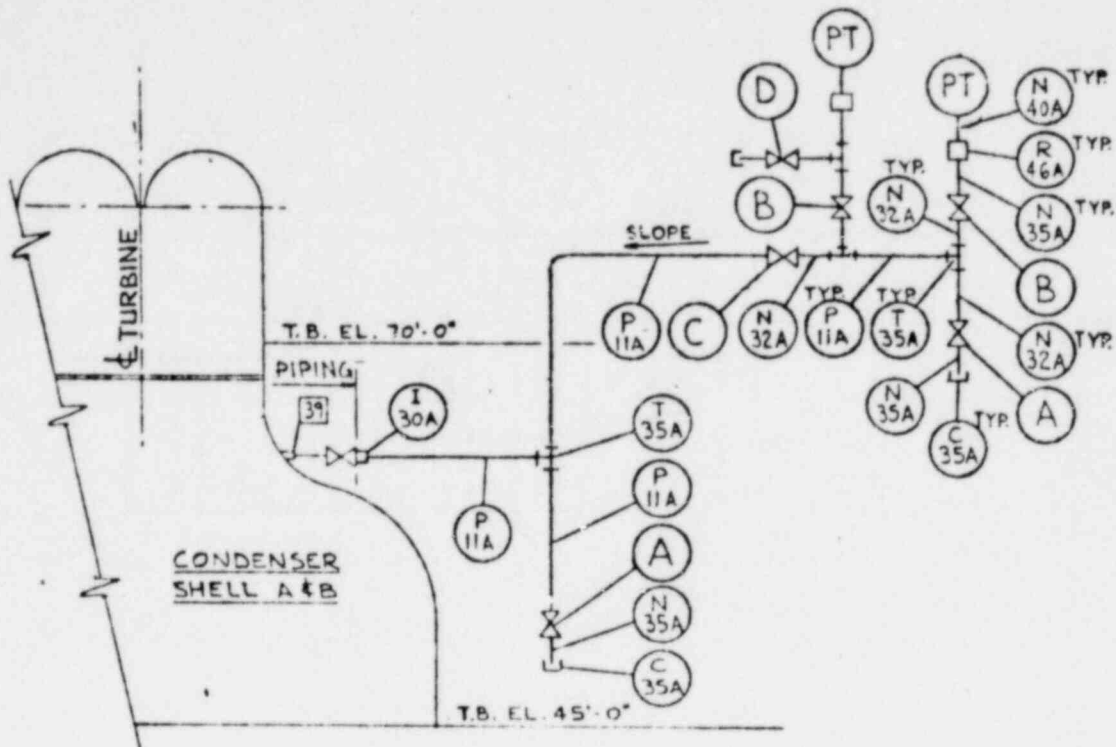 PT
PT
N
40A
TYP.
D
R
46A
TYP.
TYP.
N
32A
B
N
35A
TYP.
SLOPE
B
℄ TURBINE
T.B. EL. 70'-0"
P
11A
C
N
32A
TYP.
P
11A
TYP.
T
35A
N
32A
TYP.
PIPING
39
I
30A
N
35A
A
C
35A
TYP.
T
35A
P
11A
P
11A
CONDENSER
SHELL A & B
A
N
35A
C
35A
T.B. EL. 45'-0"